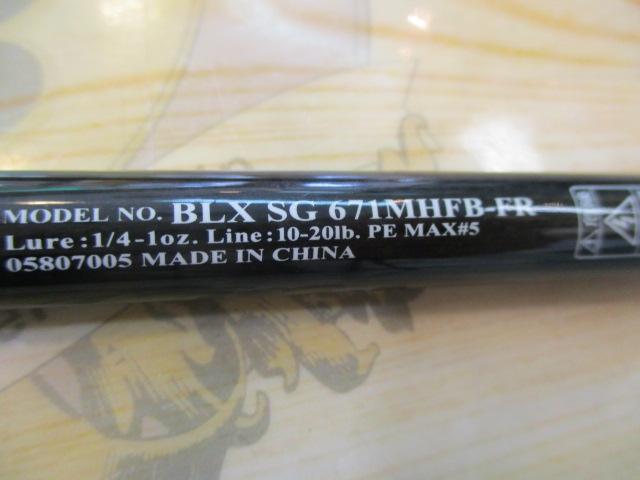 MODEL NO. BLX SG 671MHFB-FR
Lure:1/4-1oz. Line:10-20lb. PE MAX#5
05807005 MADE IN CHINA